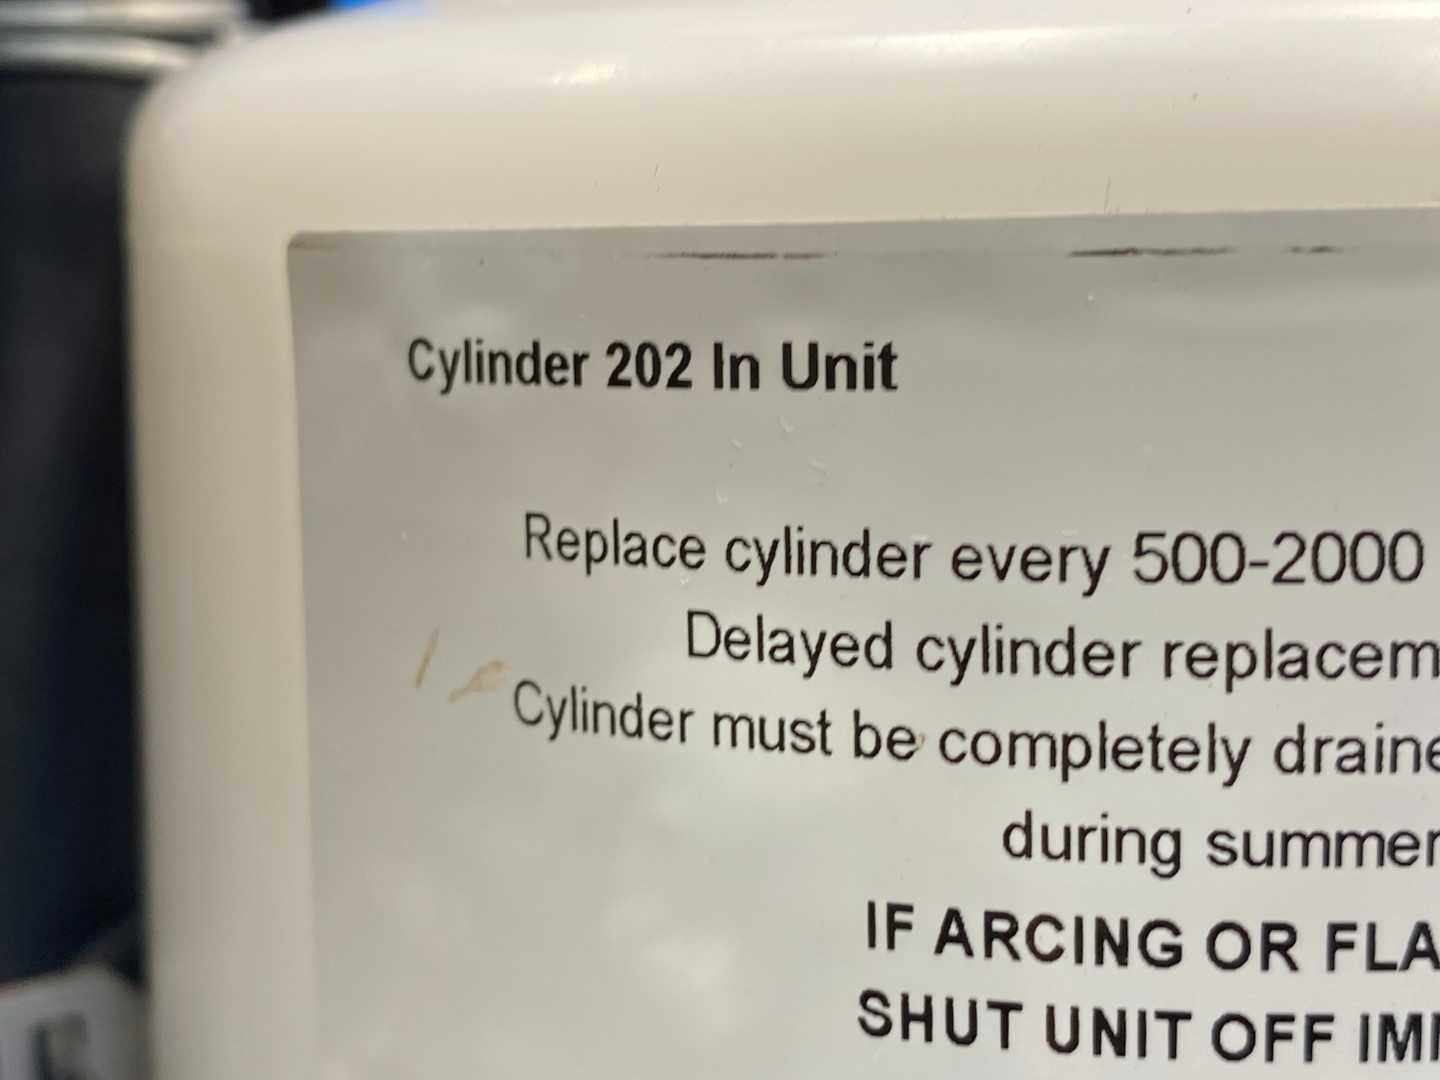 Cylinder 202 In Unit
Replace cylinder every 500-2000
Delayed cylinder replacem
Cylinder must be completely draine
during summer
IF ARCING OR FLA
SHUT UNIT OFF IM